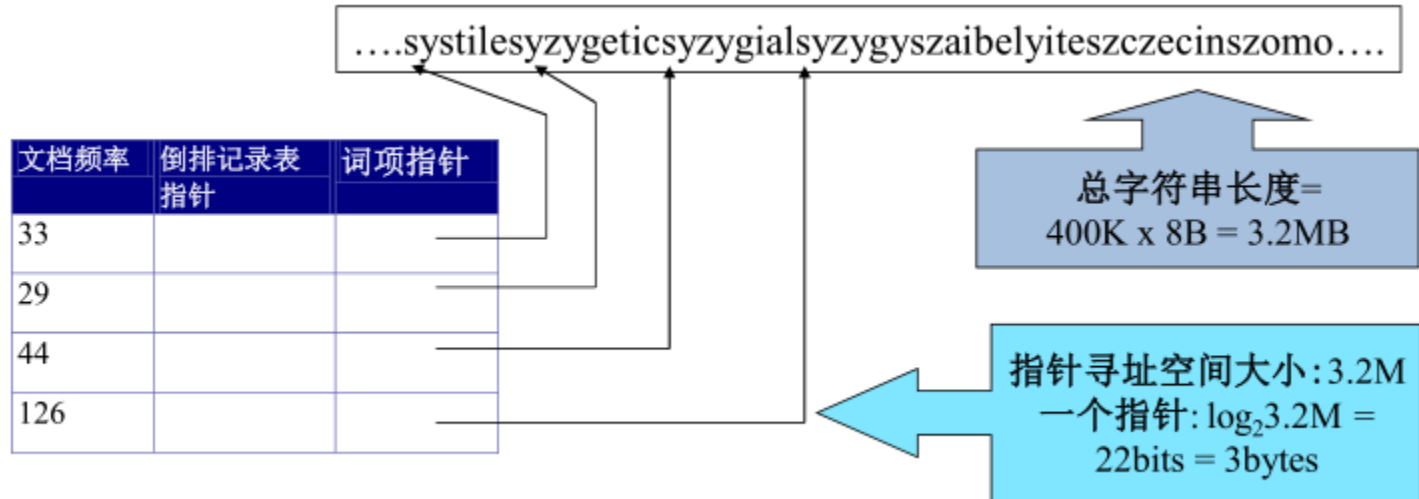 ….systilesyzygeticsyzygialsyzygyszaibelyiteszczecinszomo….
文档频率 倒排记录表指针 词项指针
33
29
44
126
总字符串长度=
400K x 8B = 3.2MB
指针寻址空间大小:3.2M
一个指针: log₂3.2M =
22bits = 3bytes